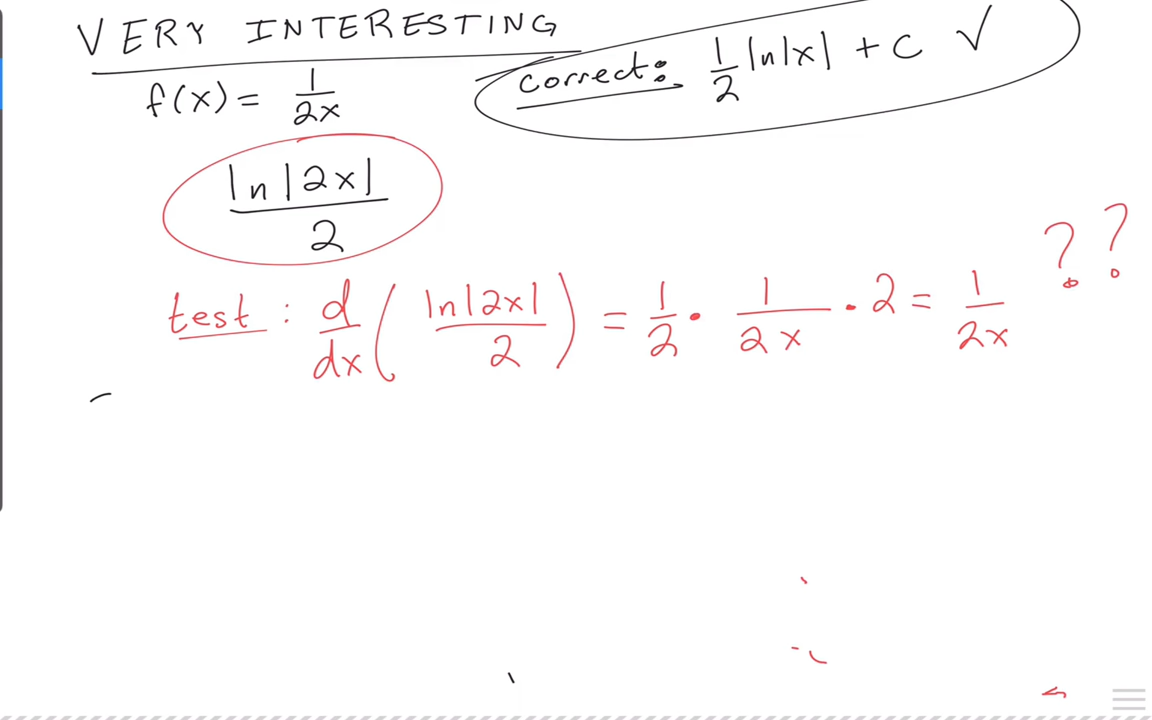 VERY INTERESTING
f(x) = 1/2x
correct: 1/2 ln|x| + C ✓
ln|2x|/2
test: d/dx ( ln|2x|/2 ) = 1/2 · 1/2x · 2 = 1/2x ??